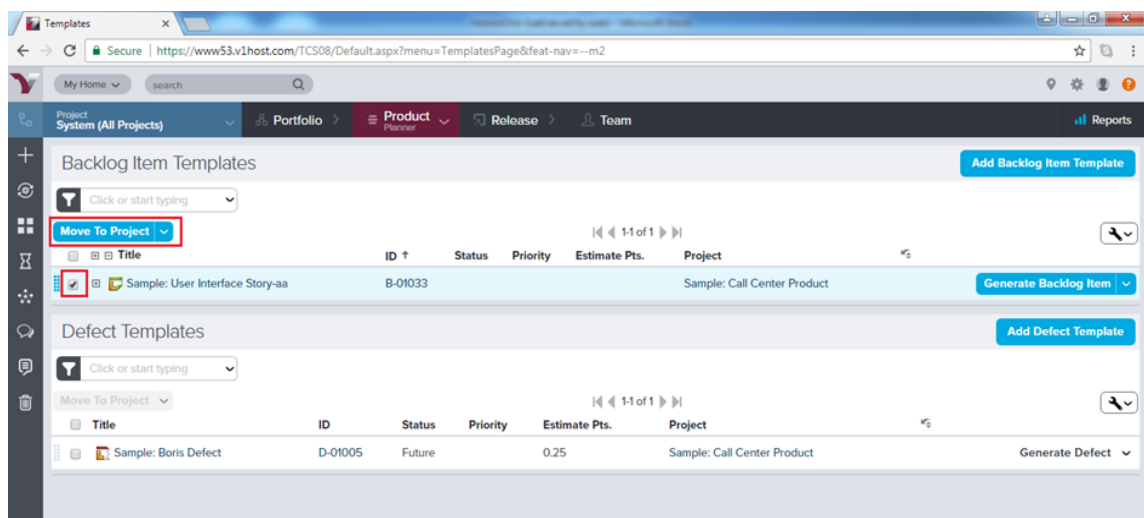 Templates
Secure | https://www53.v1host.com/TCS08/Default.aspx?menu=TemplatesPage&feat-nav=--m2
My Home search
Project
System (All Projects) Portfolio Product Planner Release Team Reports
Backlog Item Templates Add Backlog Item Template
Click or start typing
Move To Project 1-1 of 1
Title ID ↑ Status Priority Estimate Pts. Project
Sample: User Interface Story-aa B-01033 Sample: Call Center Product Generate Backlog Item
Defect Templates Add Defect Template
Click or start typing
Move To Project 1-1 of 1
Title ID Status Priority Estimate Pts. Project
Sample: Boris Defect D-01005 Future 0.25 Sample: Call Center Product Generate Defect